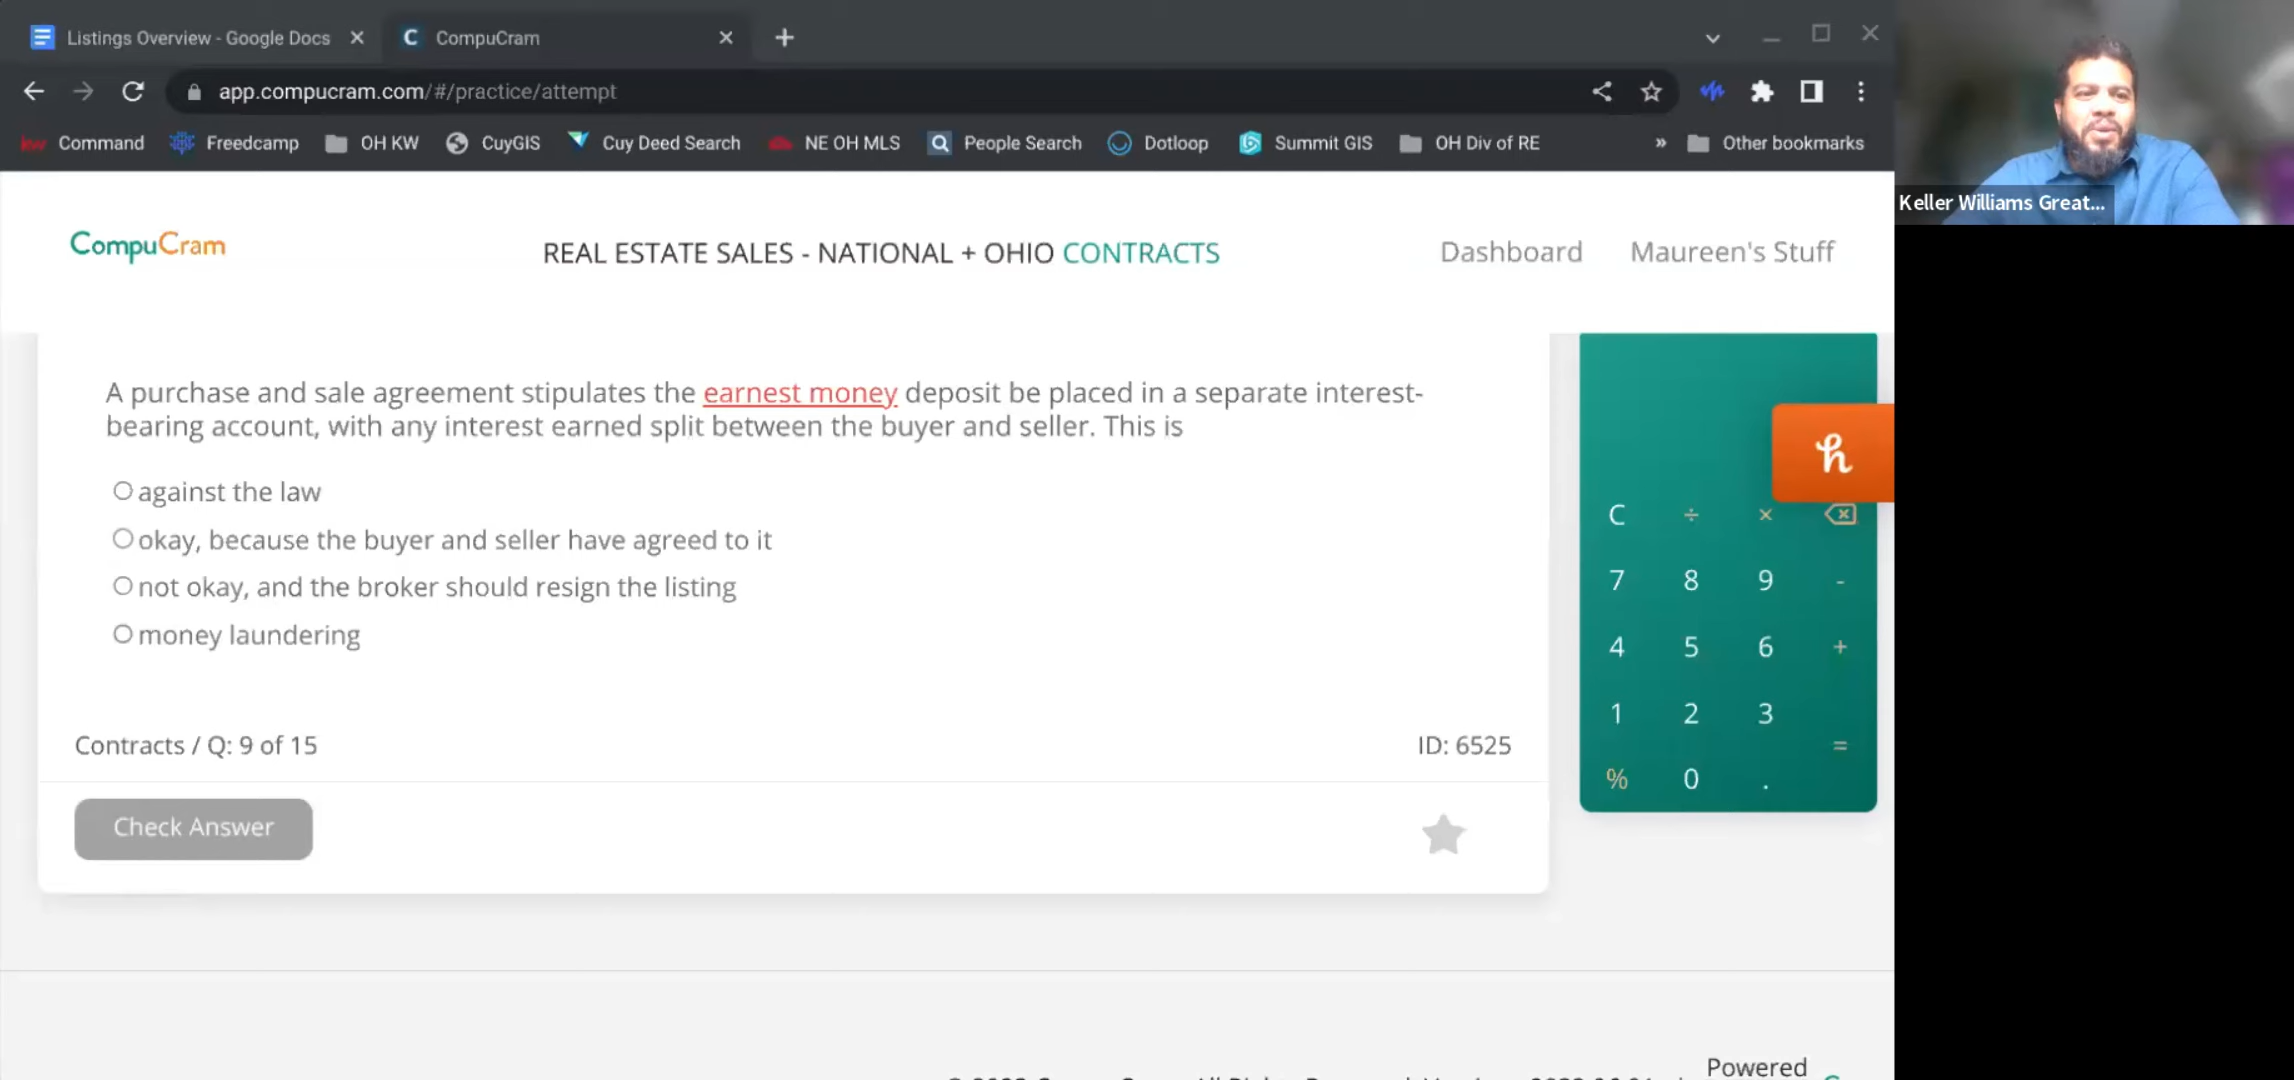 Listings Overview - Google Docs
CompuCram
app.compucram.com/#/practice/attempt
kw Command
Freedcamp
OH KW
CuyGIS
Cuy Deed Search
NE OH MLS
People Search
Dotloop
Summit GIS
OH Div of RE
»
Other bookmarks
Keller Williams Great...
CompuCram
REAL ESTATE SALES - NATIONAL + OHIO CONTRACTS
Dashboard
Maureen's Stuff
A purchase and sale agreement stipulates the earnest money deposit be placed in a separate interest-
bearing account, with any interest earned split between the buyer and seller. This is
against the law
okay, because the buyer and seller have agreed to it
not okay, and the broker should resign the listing
money laundering
Contracts / Q: 9 of 15
ID: 6525
Check Answer
h
C ÷ ×
7 8 9 -
4 5 6 +
1 2 3
=
% 0 .
Powered